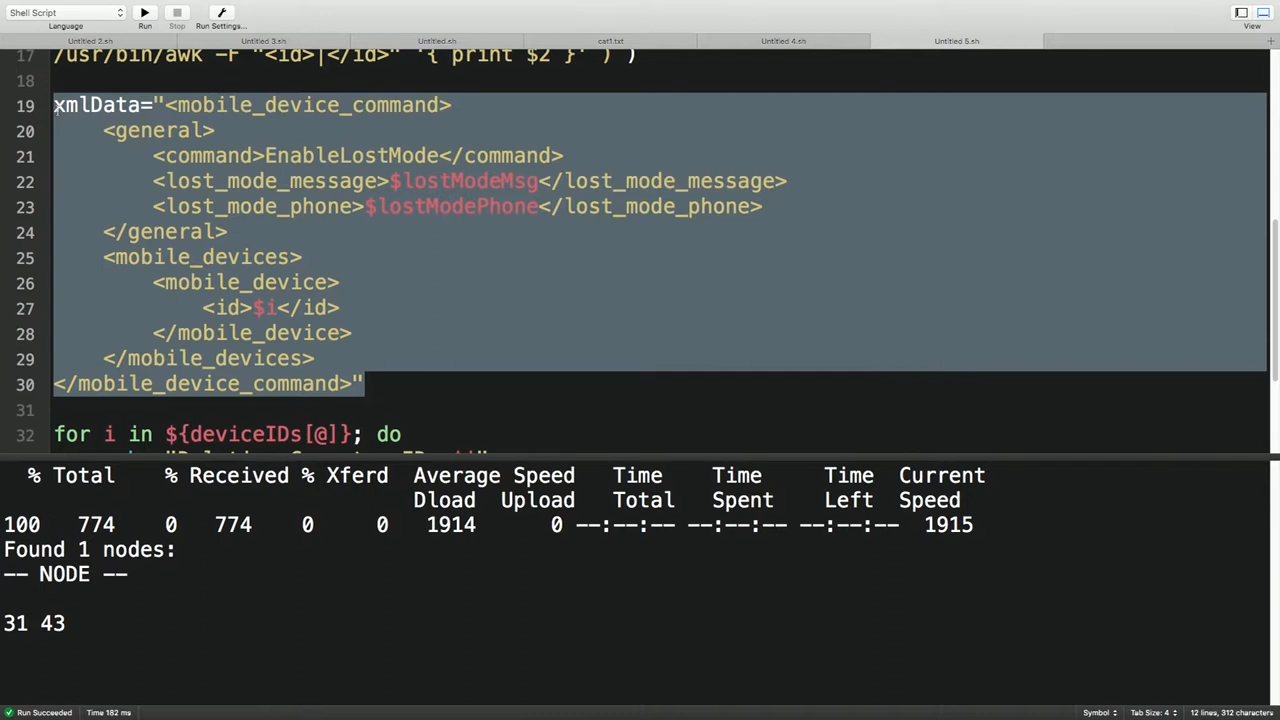 Shell Script
Language
Run
Stop
Run Settings...
View
Untitled 2.sh
Untitled 3.sh
Untitled.sh
cat1.txt
Untitled 4.sh
Untitled 5.sh
17 /usr/bin/awk -F "<id>|</id>" '{ print $2 }' ) )
18
19 xmlData="<mobile_device_command>
20 <general>
21 <command>EnableLostMode</command>
22 <lost_mode_message>$lostModeMsg</lost_mode_message>
23 <lost_mode_phone>$lostModePhone</lost_mode_phone>
24 </general>
25 <mobile_devices>
26 <mobile_device>
27 <id>$i</id>
28 </mobile_device>
29 </mobile_devices>
30 </mobile_device_command>"
31
32 for i in ${deviceIDs[@]}; do
% Total % Received % Xferd Average Speed Time Time Time Current
Dload Upload Total Spent Left Speed
100 774 0 774 0 0 1914 0 --:--:-- --:--:-- --:--:-- 1915
Found 1 nodes:
-- NODE --
31 43
Run Succeeded Time 182 ms
Symbol Tab Size: 4 12 lines, 312 characters